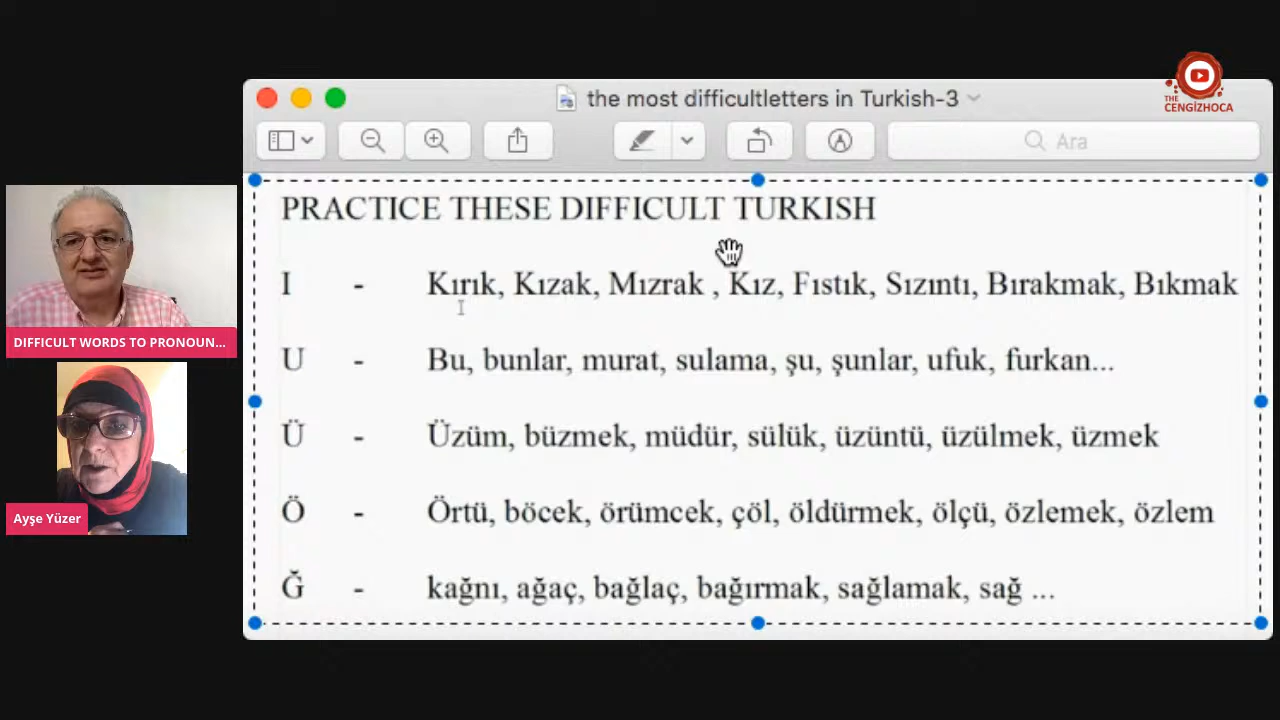 THE
CENGİZHOCA
the most difficultletters in Turkish-3
Ara
PRACTICE THESE DIFFICULT TURKISH
I - Kırık, Kızak, Mızrak , Kız, Fıstık, Sızıntı, Bırakmak, Bıkmak
U - Bu, bunlar, murat, sulama, şu, şunlar, ufuk, furkan...
Ü - Üzüm, büzmek, müdür, sülük, üzüntü, üzülmek, üzmek
Ö - Örtü, böcek, örümcek, çöl, öldürmek, ölçü, özlemek, özlem
Ğ - kağnı, ağaç, bağlaç, bağırmak, sağlamak, sağ ...
DIFFICULT WORDS TO PRONOUN...
Ayşe Yüzer